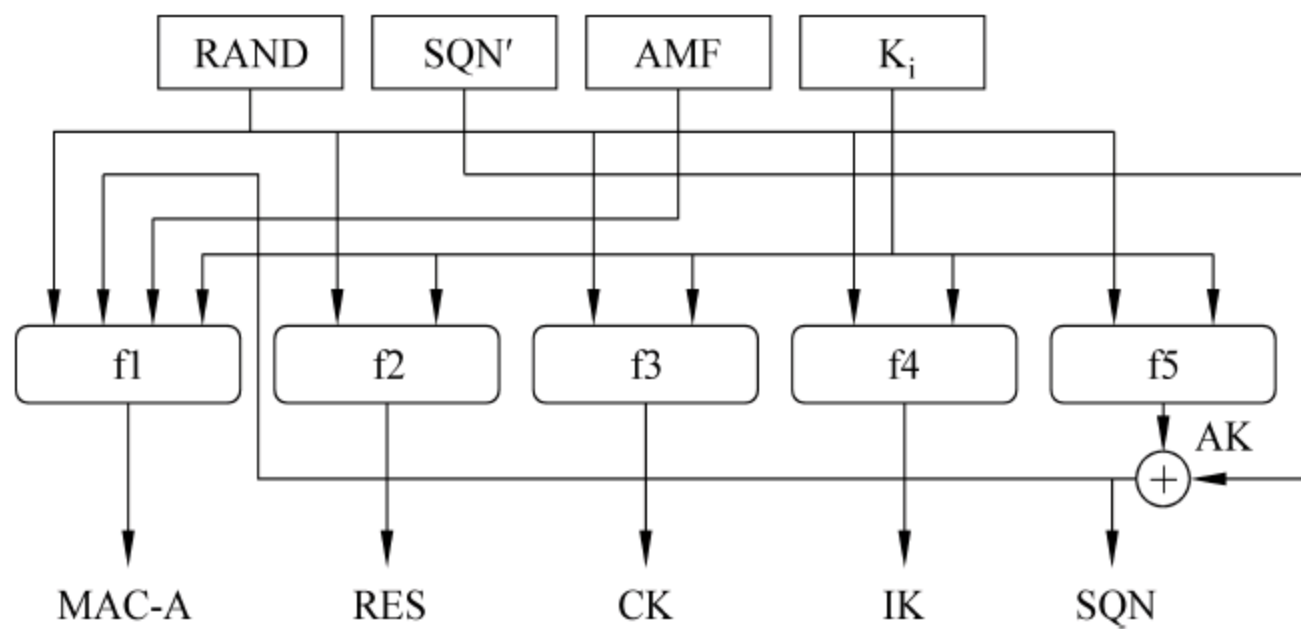 RAND SQN′ AMF Ki
f1 f2 f3 f4 f5
AK
+
MAC-A RES CK IK SQN